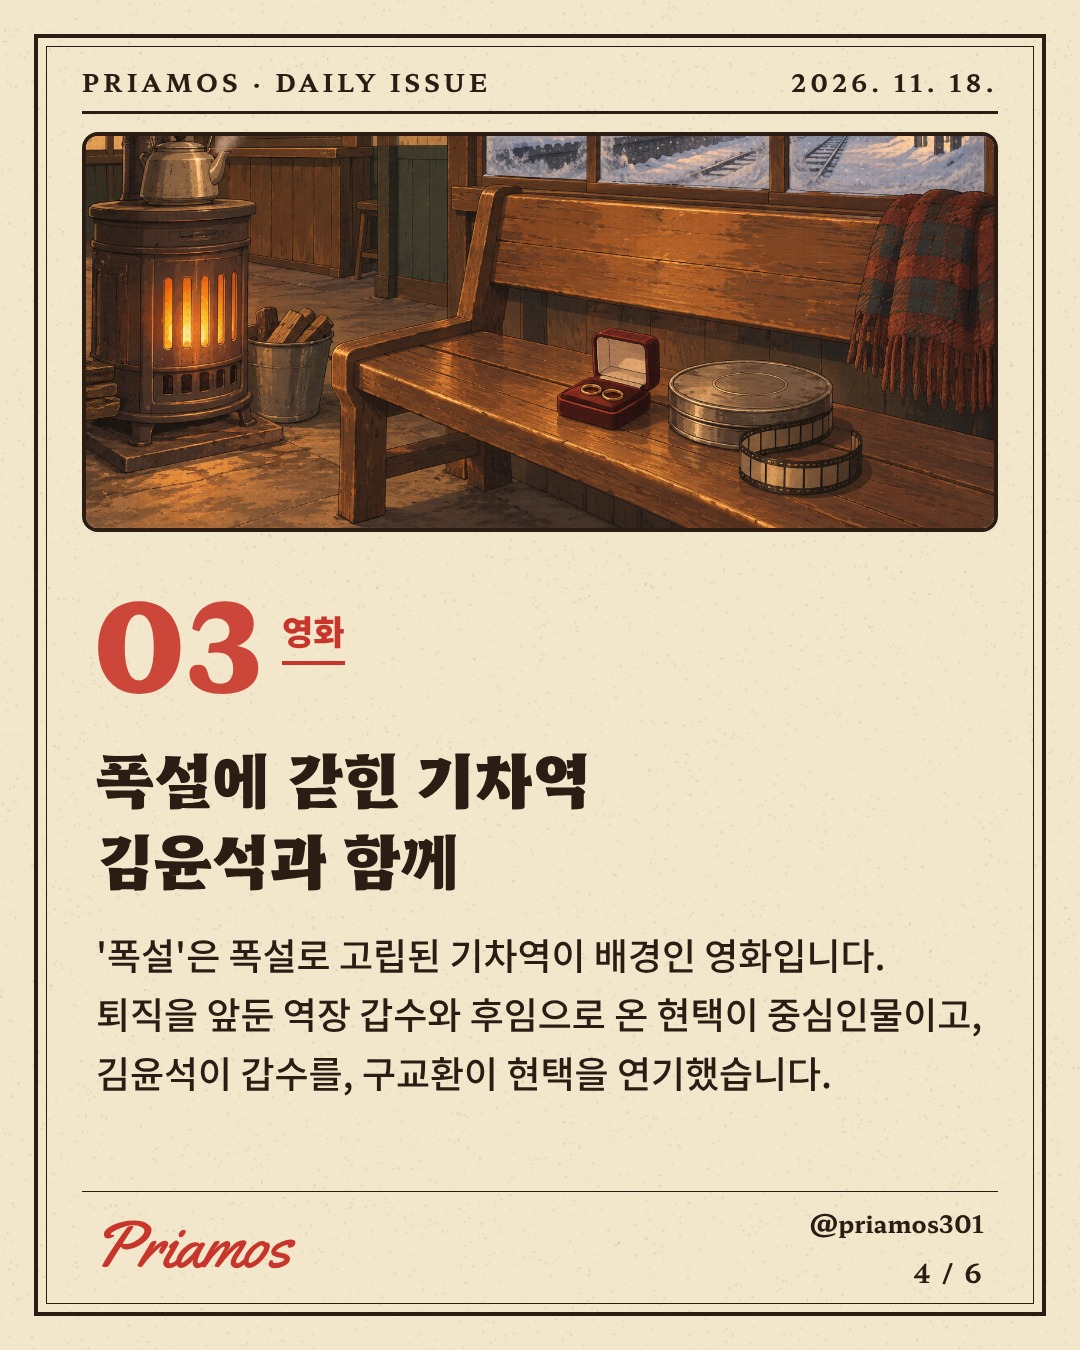 PRIAMOS · DAILY ISSUE
2026. 11. 18.
03
영화
폭설에 갇힌 기차역
김윤석과 함께
'폭설'은 폭설로 고립된 기차역이 배경인 영화입니다.
퇴직을 앞둔 역장 갑수와 후임으로 온 현택이 중심인물이고,
김윤석이 갑수를, 구교환이 현택을 연기했습니다.
Priamos
@priamos301
4 / 6